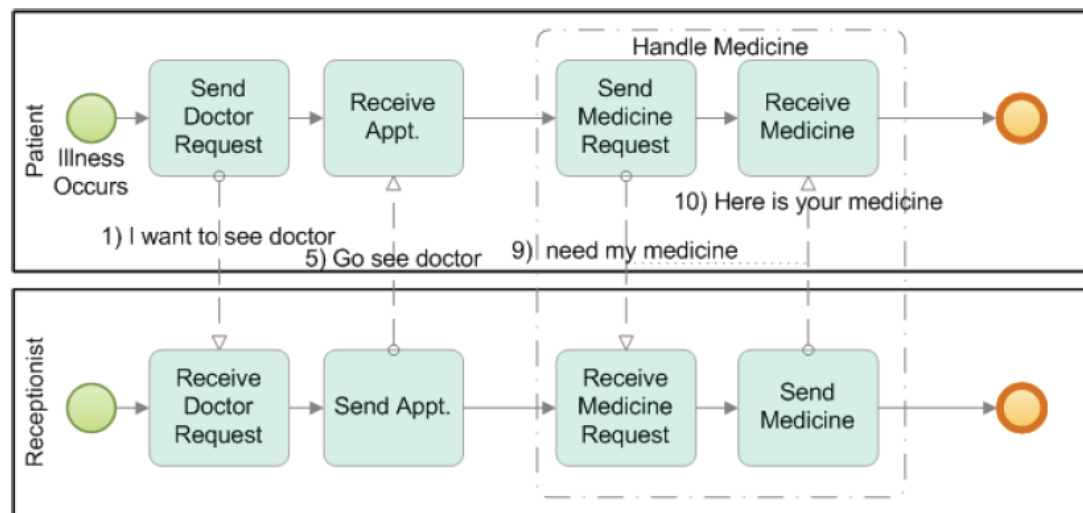 Patient
Illness
Occurs
Send
Doctor
Request
Receive
Appt.
Handle Medicine
Send
Medicine
Request
Receive
Medicine
1) I want to see doctor
5) Go see doctor
9) need my medicine
10) Here is your medicine
Receptionist
Receive
Doctor
Request
Send Appt.
Receive
Medicine
Request
Send
Medicine